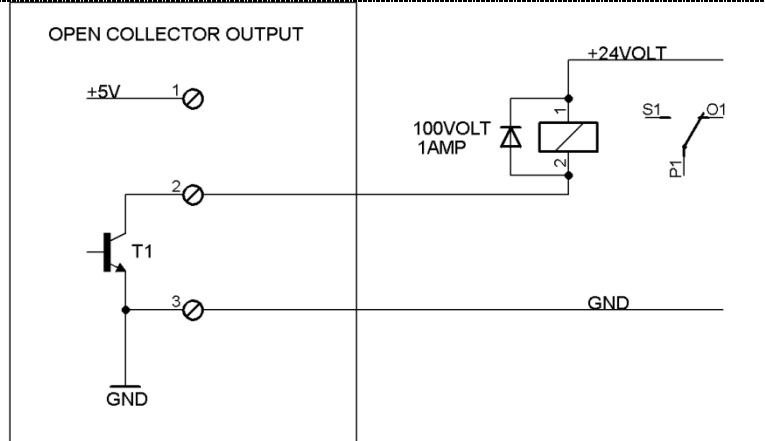 OPEN COLLECTOR OUTPUT
+24VOLT
+5V
1
1
S1
O1
100VOLT
1AMP
2
P1
2
T1
3
GND
GND